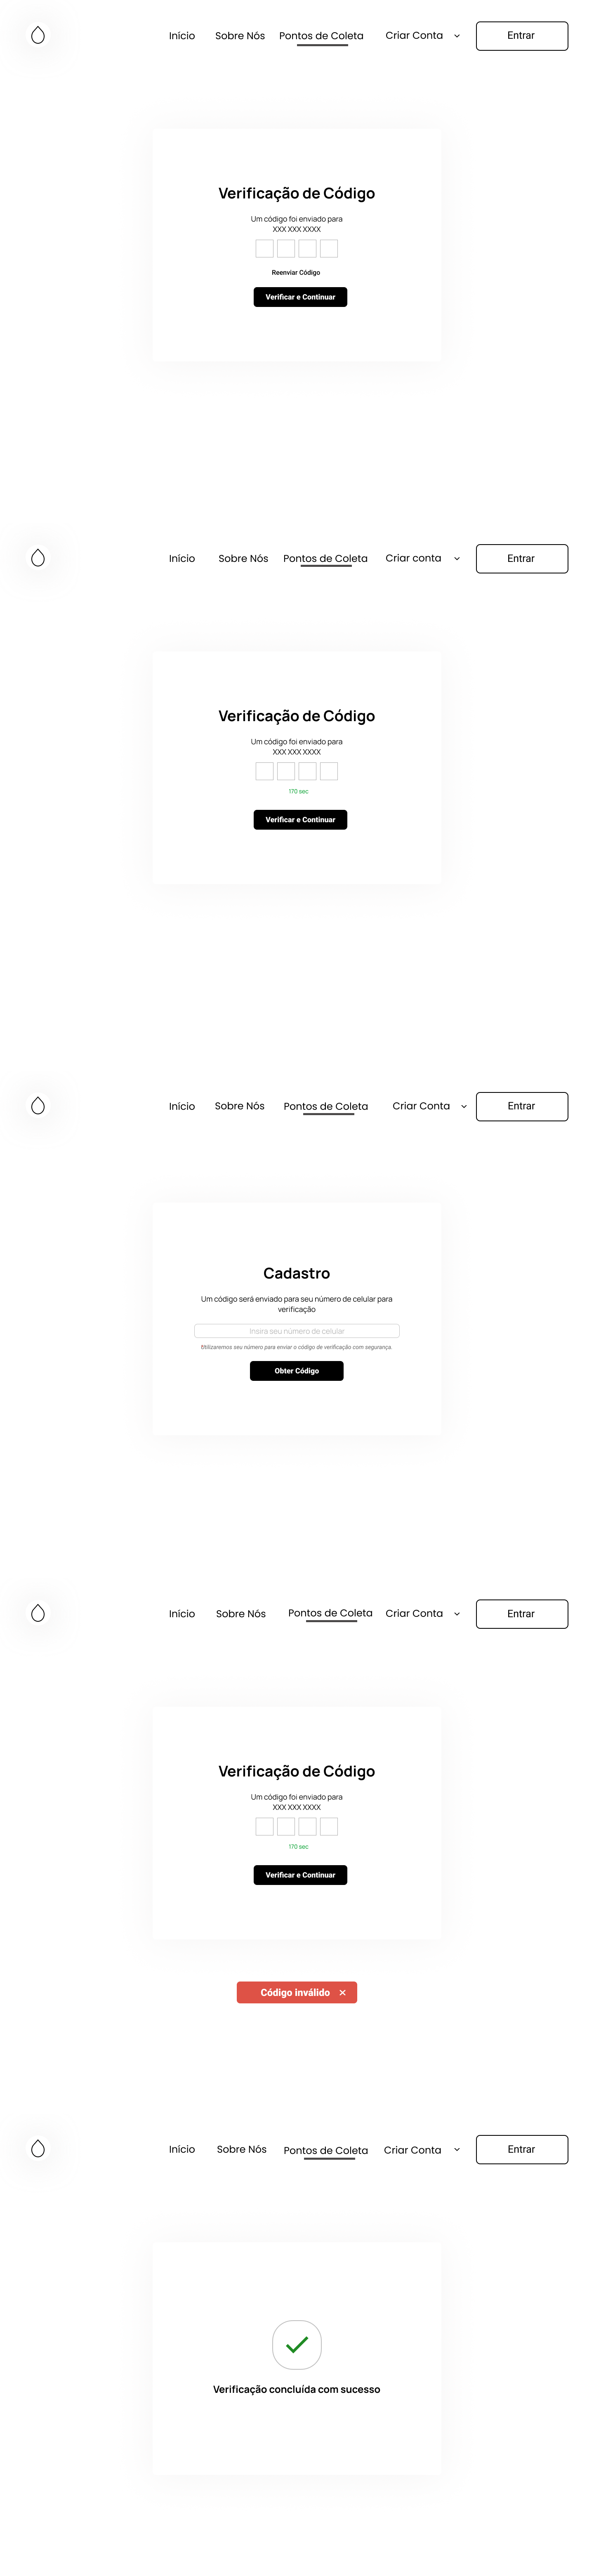 Início Sobre Nós Pontos de Coleta Criar Conta Entrar
Verificação de Código
Um código foi enviado para
XXX XXX XXXX
Reenviar Código
Verificar e Continuar
Início Sobre Nós Pontos de Coleta Criar conta Entrar
Verificação de Código
Um código foi enviado para
XXX XXX XXXX
170 sec
Verificar e Continuar
Início Sobre Nós Pontos de Coleta Criar Conta Entrar
Cadastro
Um código será enviado para seu número de celular para
verificação
Insira seu número de celular
Utilizaremos seu número para enviar o código de verificação com segurança.
Obter Código
Início Sobre Nós Pontos de Coleta Criar Conta Entrar
Verificação de Código
Um código foi enviado para
XXX XXX XXXX
170 sec
Verificar e Continuar
Código inválido
Início Sobre Nós Pontos de Coleta Criar Conta Entrar
Verificação concluída com sucesso